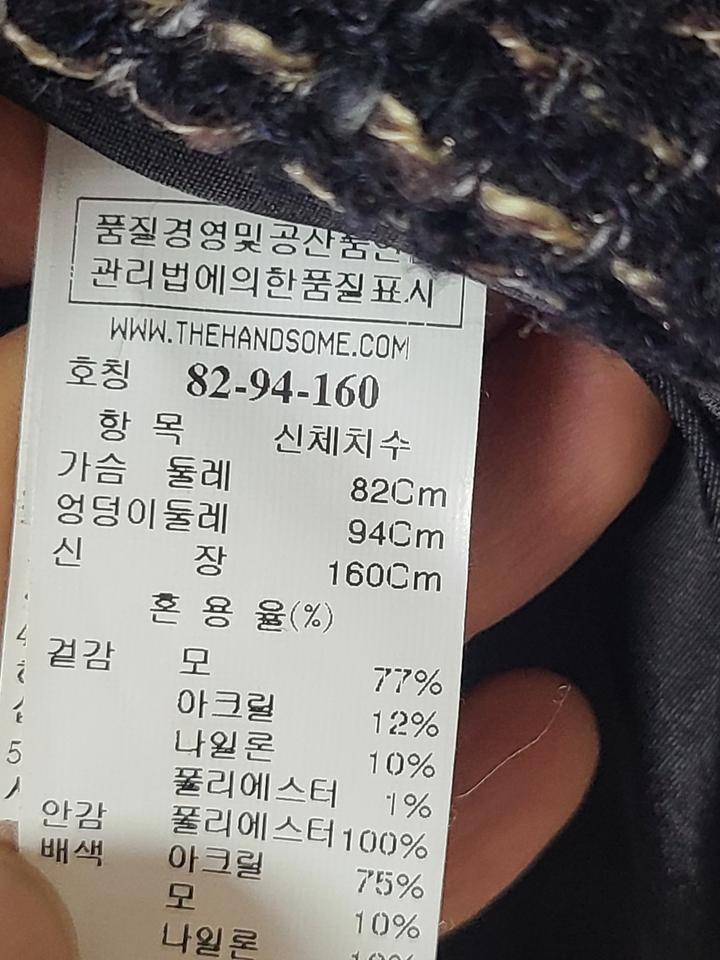 품질경영및공산품안
관리법에의한품질표시
WWW.THEHANDSOME.COM
호칭 82-94-160
항 목 신체치수
가슴 둘레 82Cm
엉덩이둘레 94Cm
신 장 160Cm
혼 용 율(%)
겉감 모 77%
아크릴 12%
나일론 10%
폴리에스터 1%
안감 폴리에스터 100%
배색 아크릴 75%
모 10%
나일론